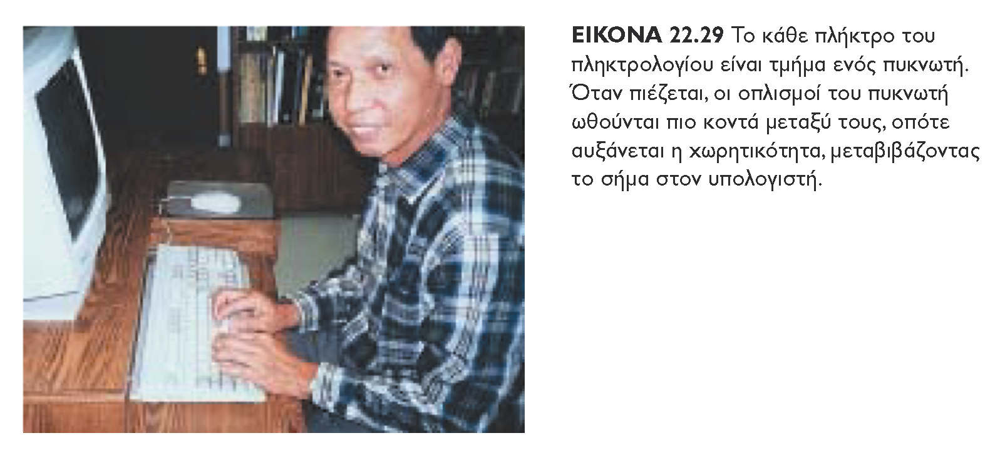 ΕΙΚΟΝΑ 22.29 Το κάθε πλήκτρο του
πληκτρολογίου είναι τμήμα ενός πυκνωτή.
Όταν πιέζεται, οι οπλισμοί του πυκνωτή
ωθούνται πιο κοντά μεταξύ τους, οπότε
αυξάνεται η χωρητικότητα, μεταβιβάζοντας
το σήμα στον υπολογιστή.